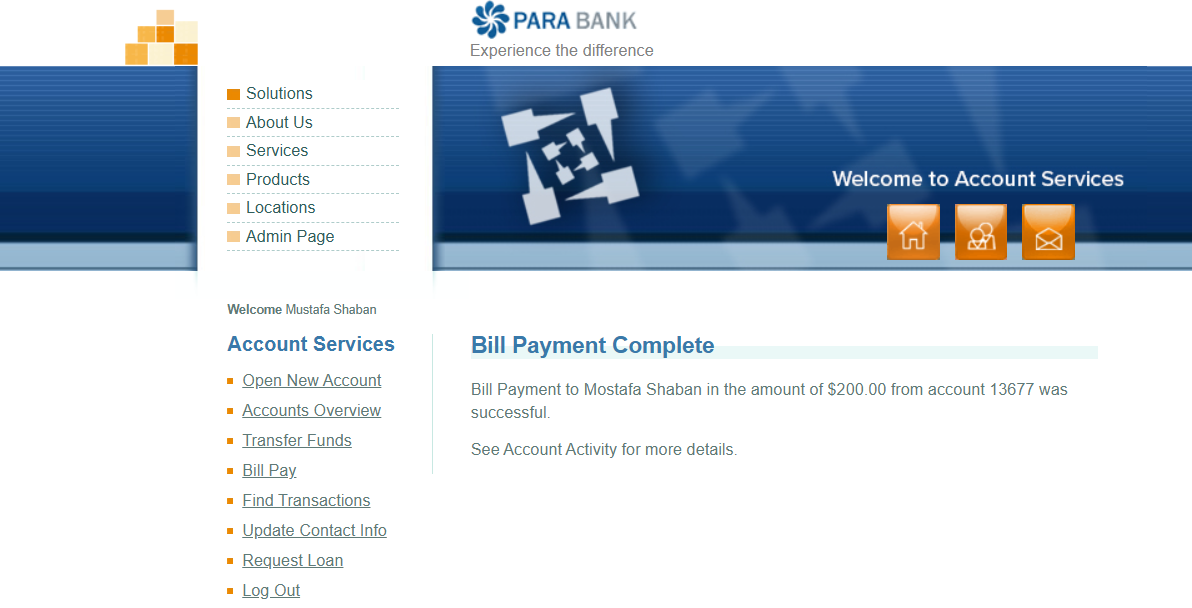 PARA BANK
Experience the difference
Solutions
About Us
Services
Products
Locations
Admin Page
Welcome to Account Services
Welcome Mustafa Shaban
Account Services
Open New Account
Accounts Overview
Transfer Funds
Bill Pay
Find Transactions
Update Contact Info
Request Loan
Log Out
Bill Payment Complete
Bill Payment to Mostafa Shaban in the amount of $200.00 from account 13677 was
successful.
See Account Activity for more details.